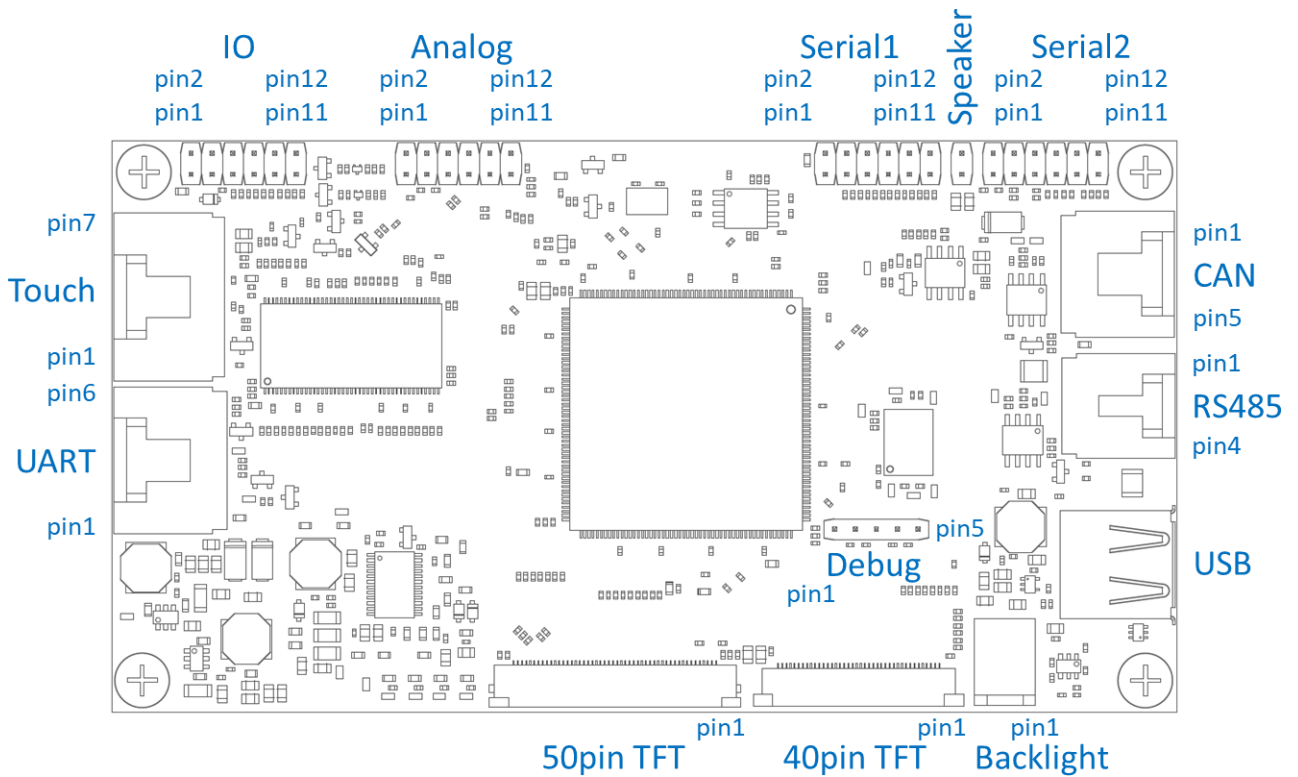 IO
Analog
Serial1
Speaker
Serial2
pin2 pin12
pin2 pin12
pin2 pin12
pin2 pin12
pin1 pin11
pin1 pin11
pin1 pin11
pin1 pin11
pin7
Touch
pin1
pin6
UART
pin1
pin1
CAN
pin5
pin1
RS485
pin4
pin5
Debug
pin1
USB
pin1
50pin TFT
pin1
40pin TFT
pin1
Backlight